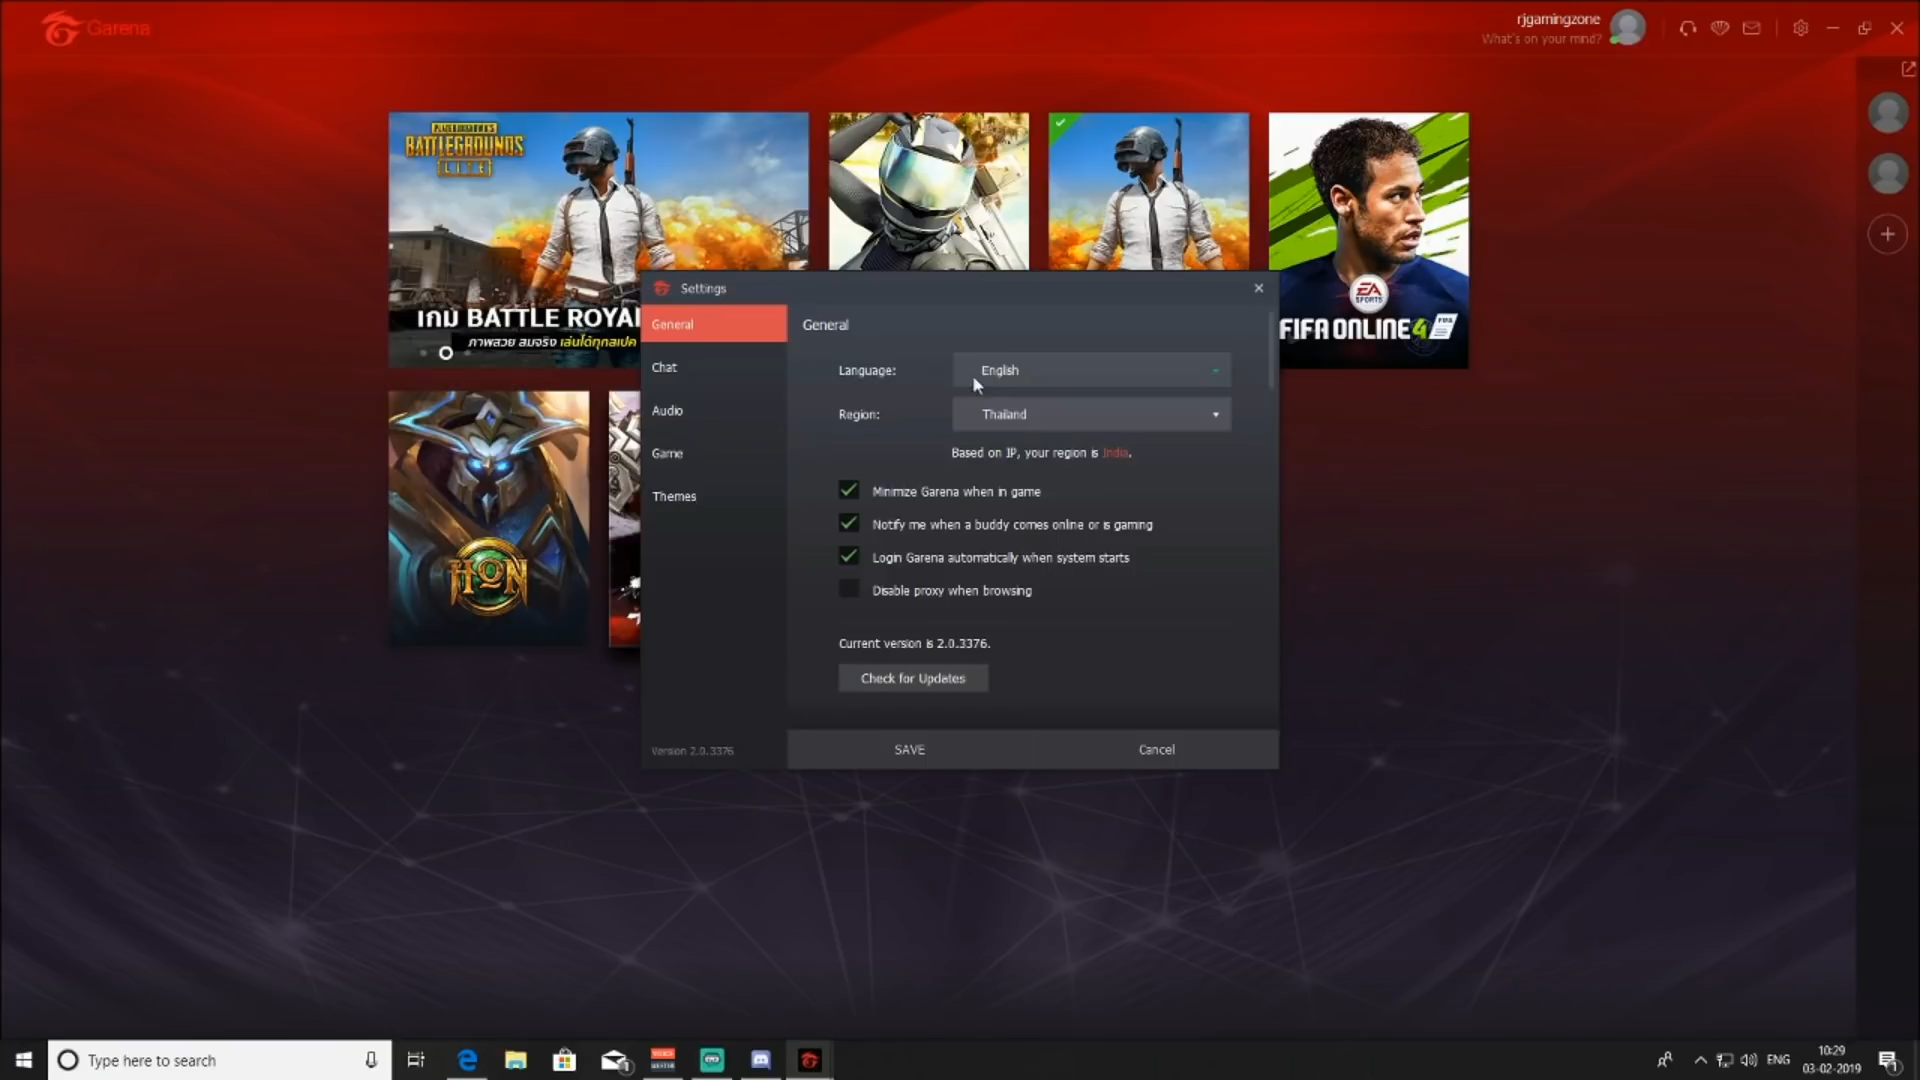 Garena
rjgamingzone
What's on your mind?
PLAYERUNKNOWN'S
BATTLEGROUNDS
LITE
เกม BATTLE ROYAL
ภาพสวย สมจริง เล่นได้ทุกสเปค
EA
SPORTS
FIFA ONLINE 4
FIFA
HON
Settings
General
Chat
Audio
Game
Themes
Version 2.0.3376
General
Language:
English
Region:
Thailand
Based on IP, your region is India.
Minimize Garena when in game
Notify me when a buddy comes online or is gaming
Login Garena automatically when system starts
Disable proxy when browsing
Current version is 2.0.3376.
Check for Updates
SAVE
Cancel
Type here to search
ENG
10:29
03-02-2019